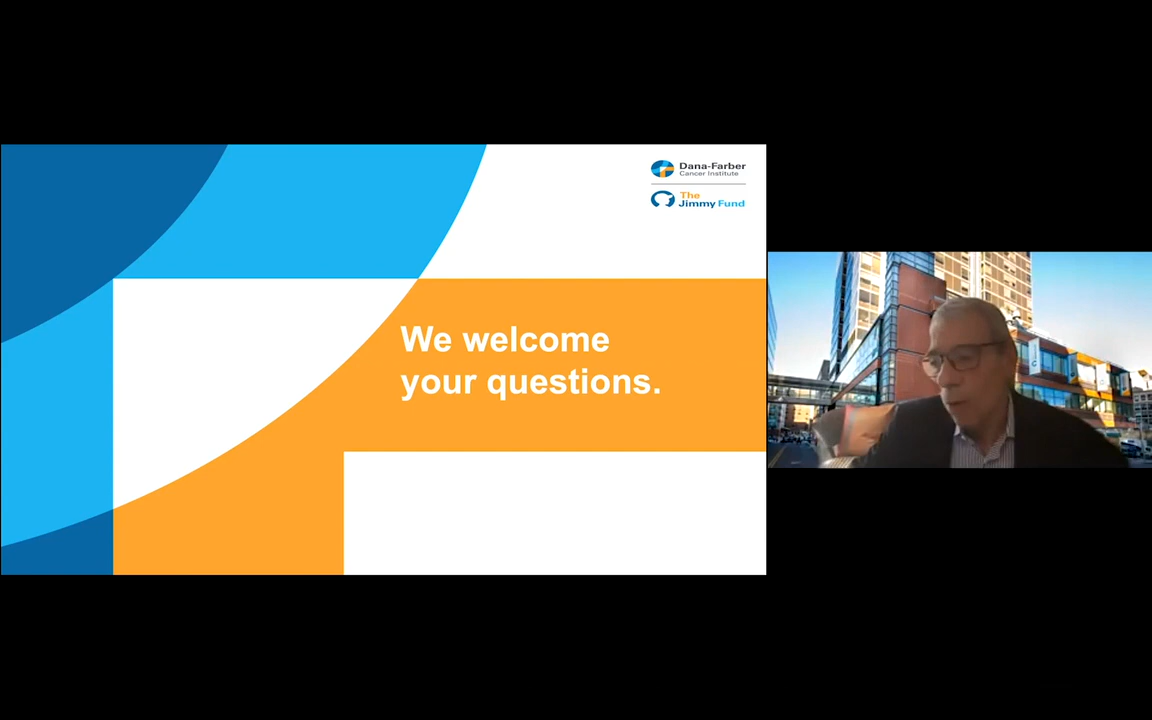 Dana-Farber
Cancer Institute
The
Jimmy Fund
We welcome
your questions.